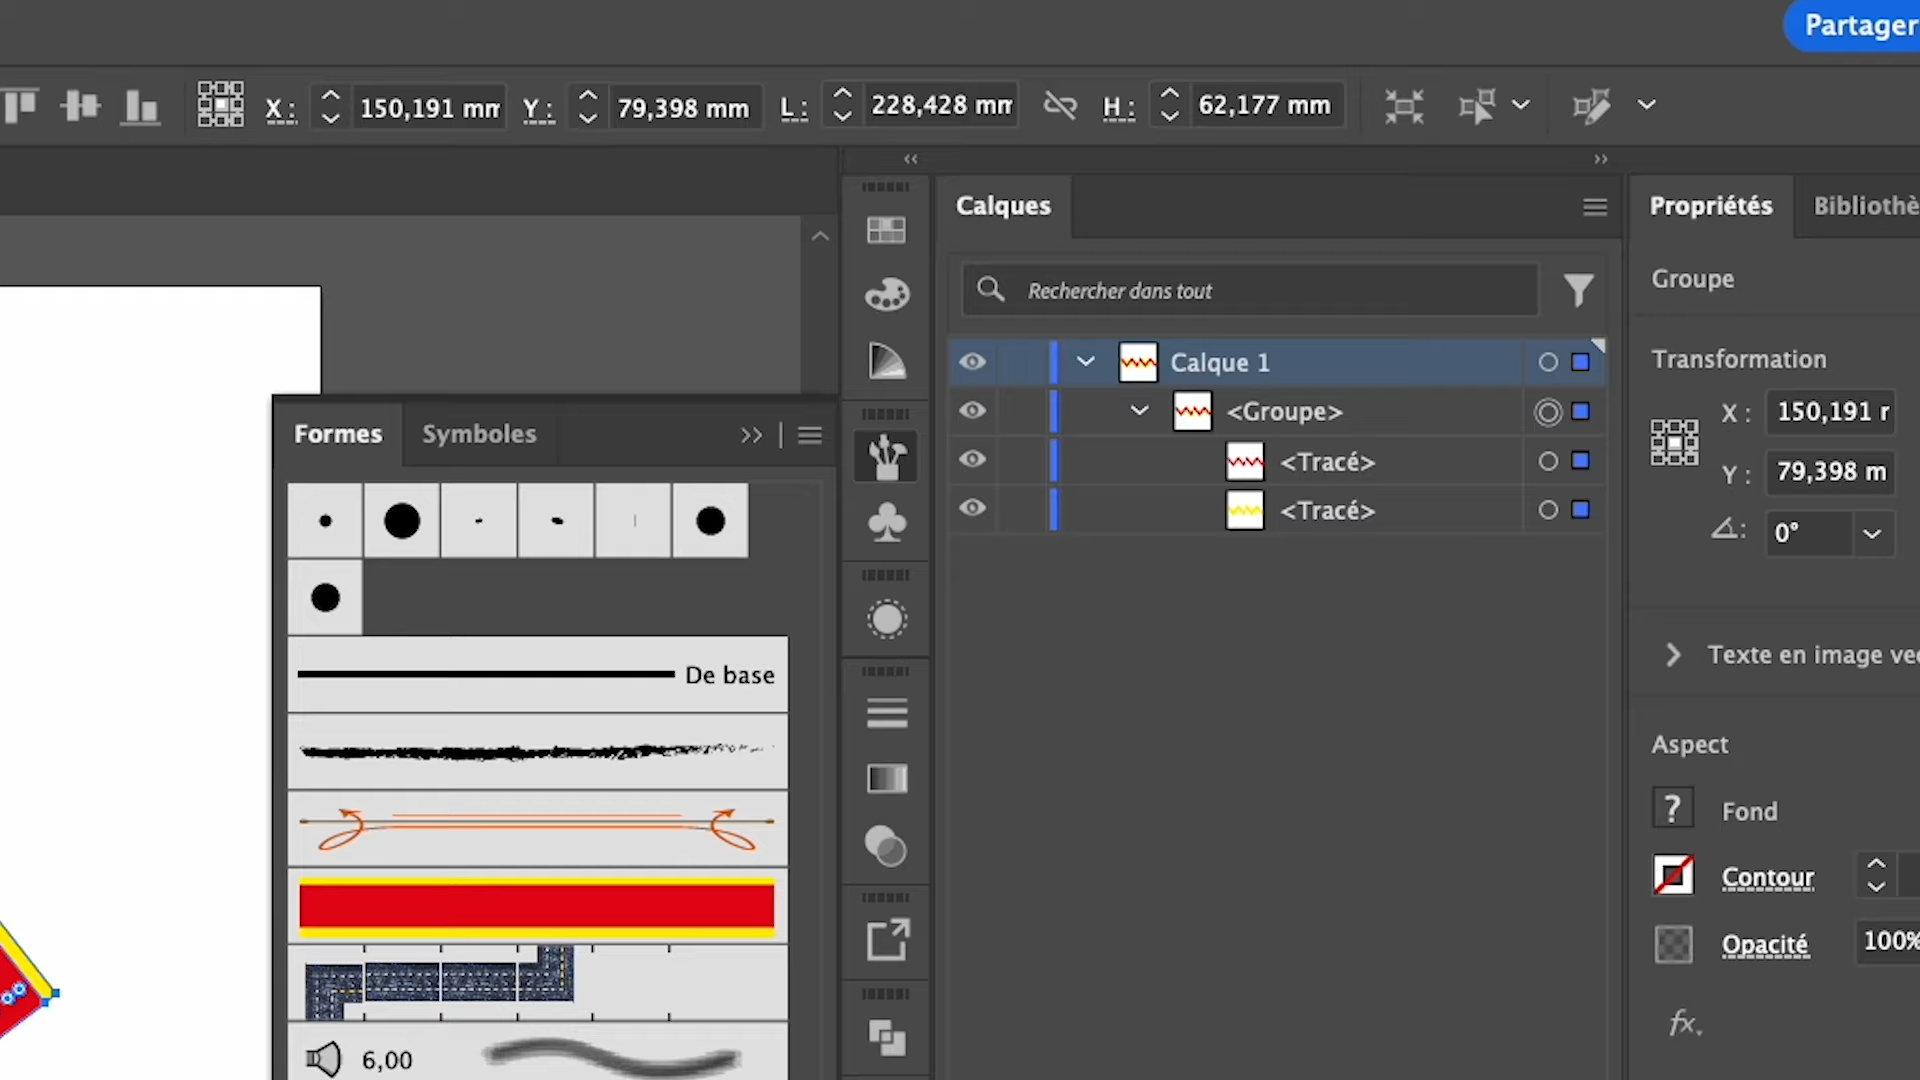 Partager
X : 150,191 mm Y : 79,398 mm L : 228,428 mm H : 62,177 mm
Calques
Propriétés
Rechercher dans tout
Groupe
Calque 1
Transformation
<Groupe>
X : 150,191
Formes
Symboles
<Tracé>
Y : 79,398 m
<Tracé>
0°
Texte en image
De base
Aspect
? Fond
Contour
Opacité 100%
fx.
6,00